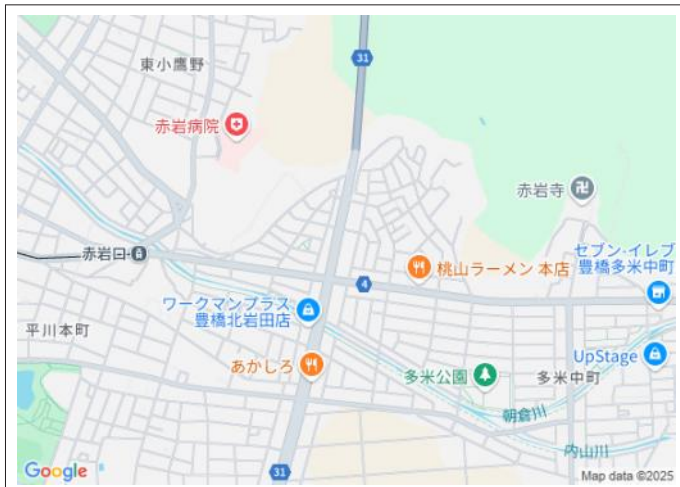 31
東小鷹野
赤岩病院
赤岩寺
赤岩口
セブン-イレブ
豊橋多米中町
桃山ラーメン 本店
4
ワークマンプラス
豊橋北岩田店
平川本町
あかしろ
多米公園
UpStage
多米中町
朝倉川
内山川
31
Google
Map data ©2025